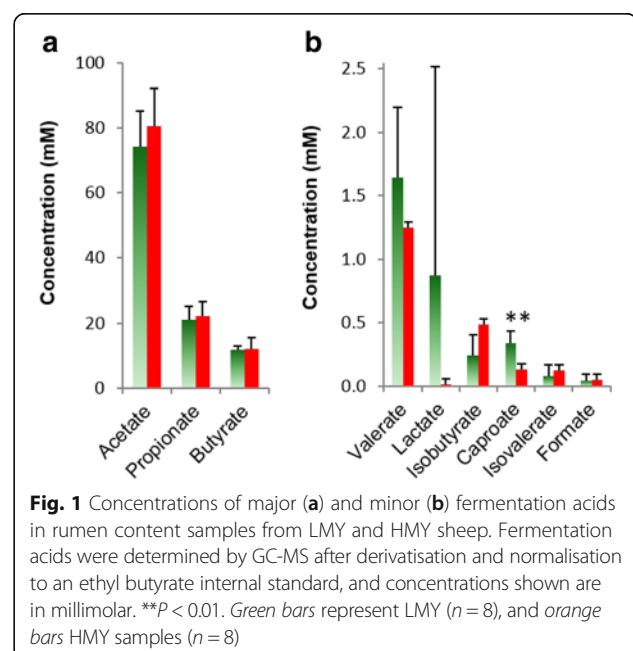 a
100
80
60
40
20
0
Concentration (mM)
Acetate
Propionate
Butyrate
b
2.5
2.0
1.5
1.0
0.5
0.0
Concentration (mM)
**
Valerate
Lactate
Isobutyrate
Caproate
Isovalerate
Formate
Fig. 1 Concentrations of major (a) and minor (b) fermentation acids
in rumen content samples from LMY and HMY sheep. Fermentation
acids were determined by GC-MS after derivatisation and normalisation
to an ethyl butyrate internal standard, and concentrations shown are
in millimolar. **P < 0.01. Green bars represent LMY (n = 8), and orange
bars HMY samples (n = 8)